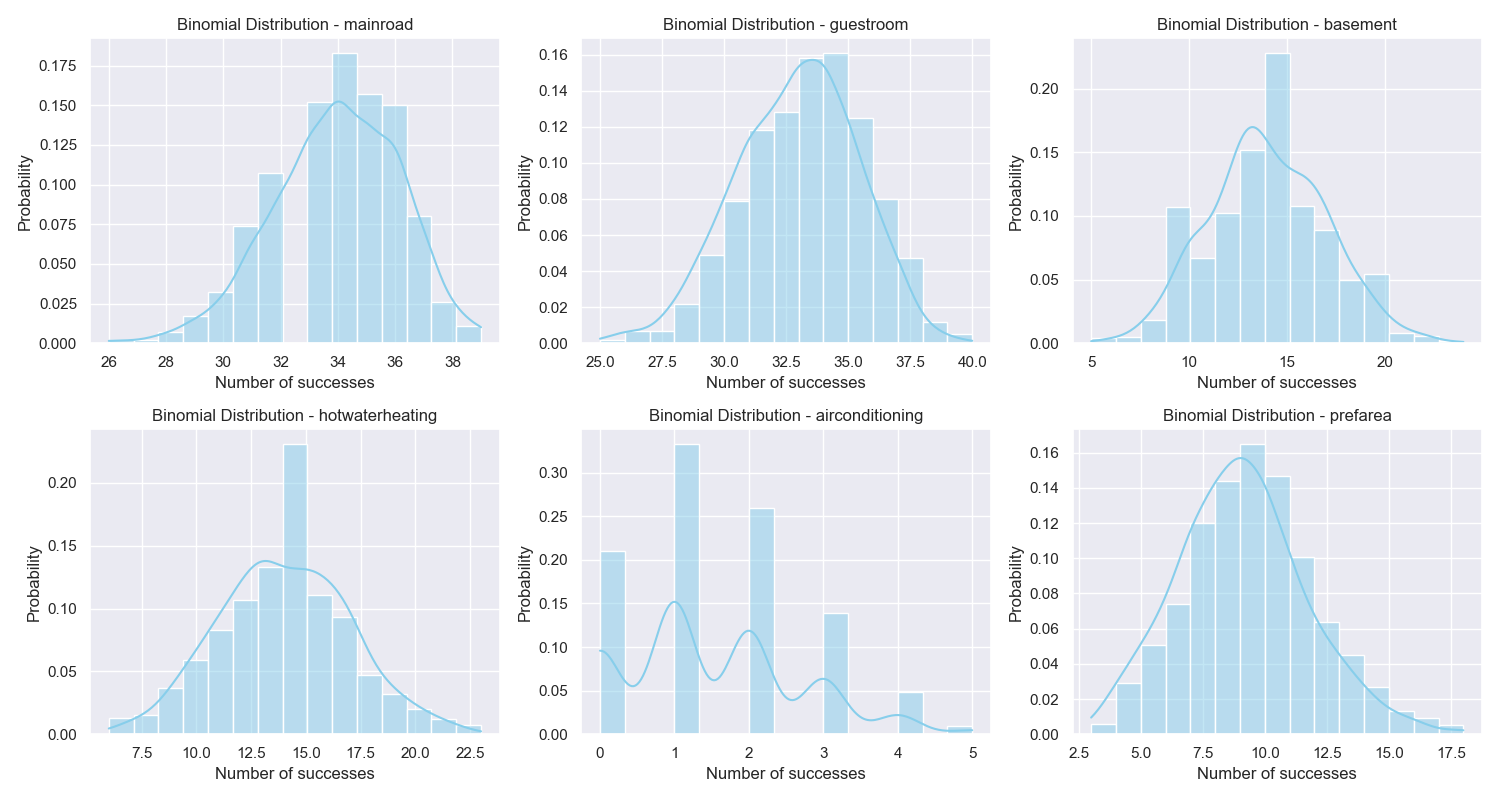 Binomial Distribution - mainroad
0.175
0.150
0.125
0.100
0.075
0.050
0.025
0.000
Probability
26 28 30 32 34 36 38
Number of successes
Binomial Distribution - guestroom
0.16
0.14
0.12
0.10
0.08
0.06
0.04
0.02
0.00
Probability
25.0 27.5 30.0 32.5 35.0 37.5 40.0
Number of successes
Binomial Distribution - basement
0.20
0.15
0.10
0.05
0.00
Probability
5 10 15 20
Number of successes
Binomial Distribution - hotwaterheating
0.20
0.15
0.10
0.05
0.00
Probability
7.5 10.0 12.5 15.0 17.5 20.0 22.5
Number of successes
Binomial Distribution - airconditioning
0.30
0.25
0.20
0.15
0.10
0.05
0.00
Probability
0 1 2 3 4 5
Number of successes
Binomial Distribution - prefarea
0.16
0.14
0.12
0.10
0.08
0.06
0.04
0.02
0.00
Probability
2.5 5.0 7.5 10.0 12.5 15.0 17.5
Number of successes